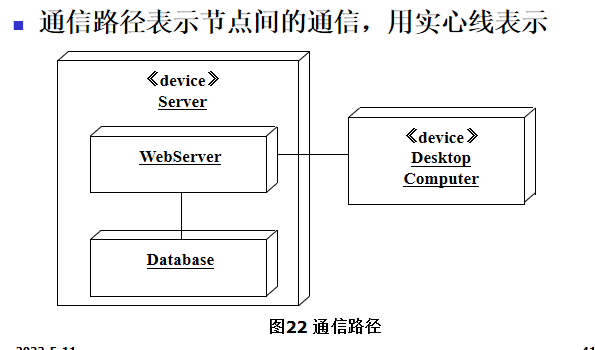 通信路径表示节点间的通信，用实心线表示
《device》
Server
WebServer
Database
《device》
Desktop
Computer
图22 通信路径